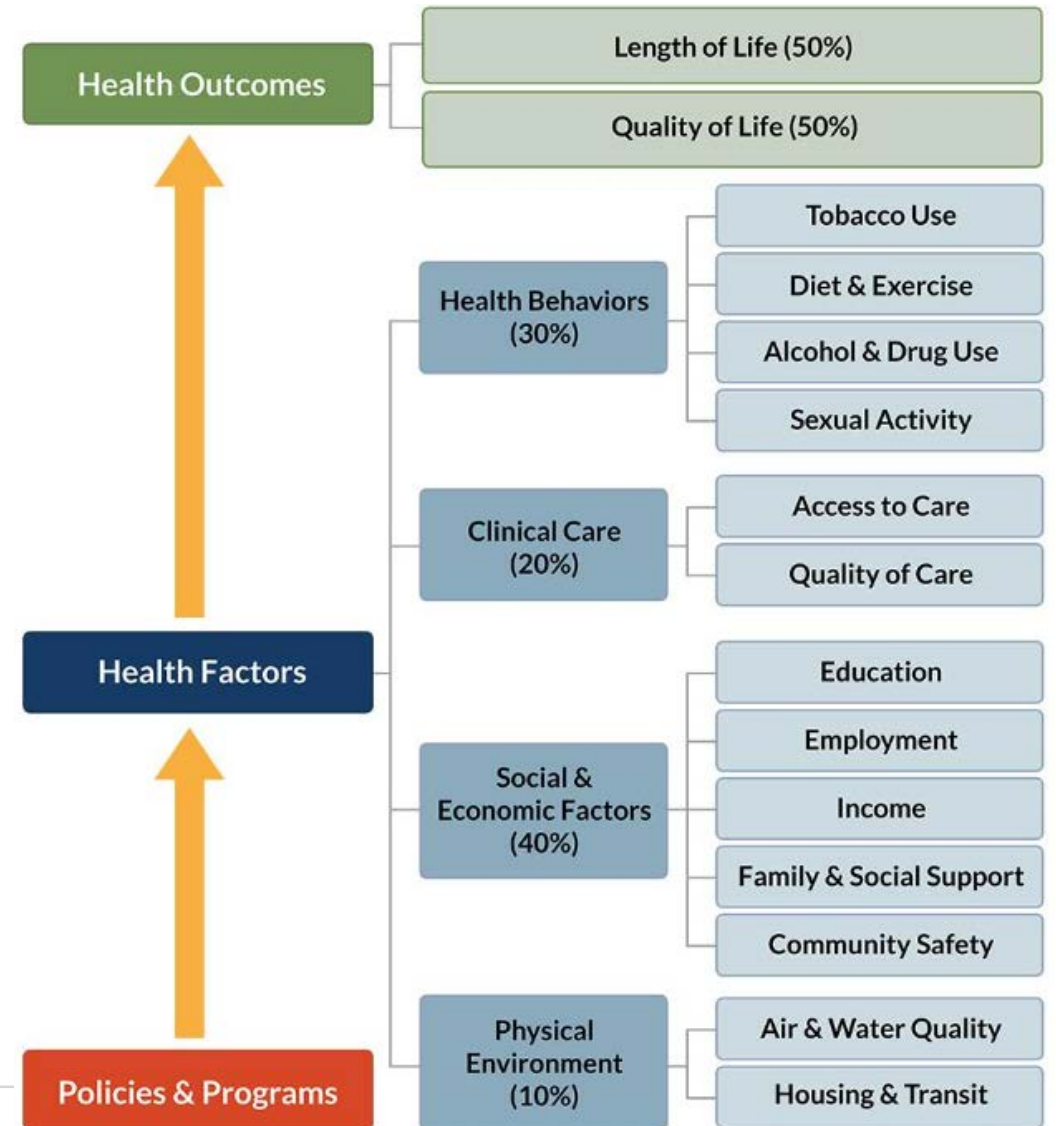 Health Outcomes
Length of Life (50%)
Quality of Life (50%)
Health Behaviors
(30%)
Tobacco Use
Diet & Exercise
Alcohol & Drug Use
Sexual Activity
Clinical Care
(20%)
Access to Care
Quality of Care
Health Factors
Social &
Economic Factors
(40%)
Education
Employment
Income
Family & Social Support
Community Safety
Physical
Environment
(10%)
Air & Water Quality
Housing & Transit
Policies & Programs